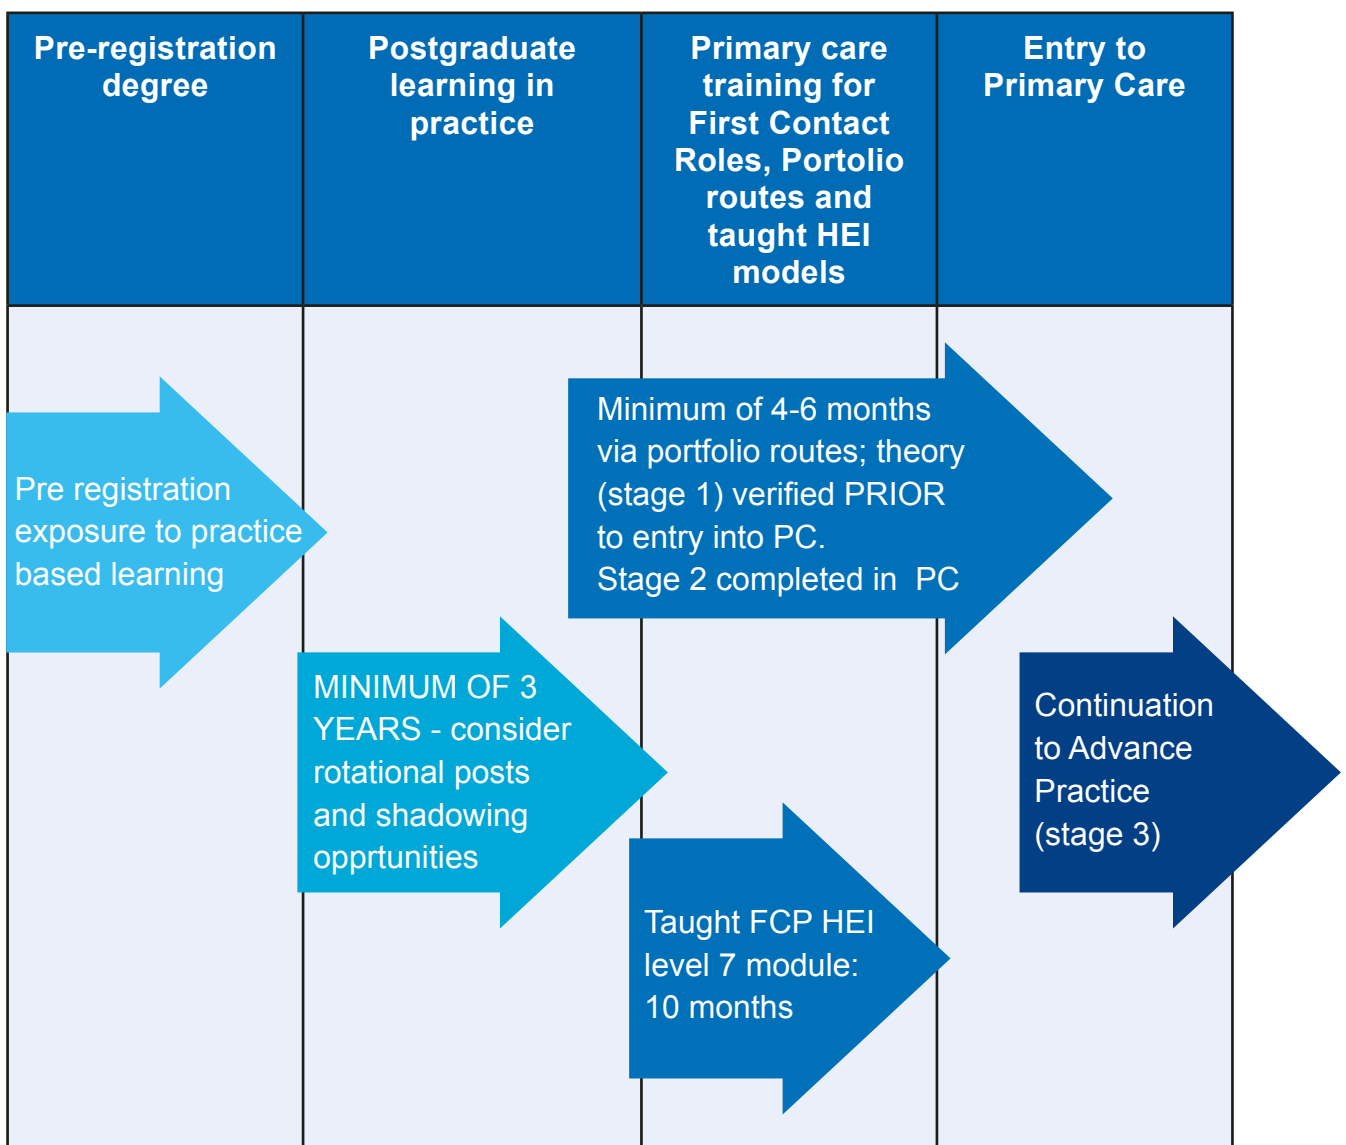 Pre-registration
degree
Postgraduate
learning in
practice
Primary care
training for
First Contact
Roles, Portolio
routes and
taught HEI
models
Entry to
Primary Care
Pre registration
exposure to practice
based learning
MINIMUM OF 3
YEARS - consider
rotational posts
and shadowing
opprtunities
Minimum of 4-6 months
via portfolio routes; theory
(stage 1) verified PRIOR
to entry into PC.
Stage 2 completed in  PC
Taught FCP HEI
level 7 module:
10 months
Continuation
to Advance
Practice
(stage 3)